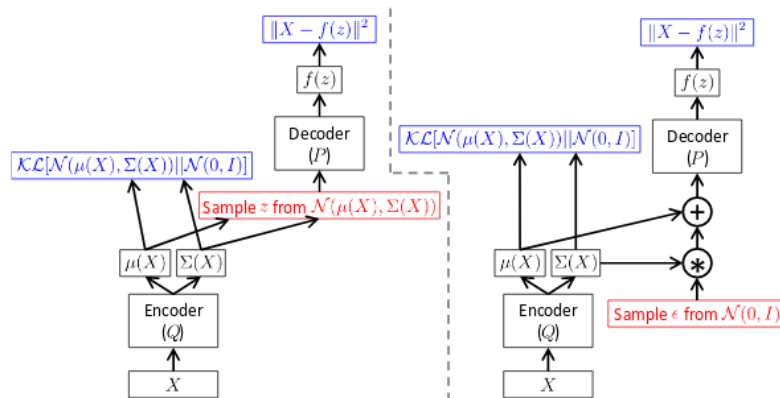 ‖X − f(z)‖²
f(z)
Decoder
(P)
𝒦ℒ[𝒩(μ(X), Σ(X))||𝒩(0, I)]
Sample z from 𝒩(μ(X), Σ(X))
μ(X)
Σ(X)
Encoder
(Q)
X
||X − f(z)||²
f(z)
Decoder
(P)
𝒦ℒ[𝒩(μ(X), Σ(X))||𝒩(0, I)]
+
μ(X)
Σ(X)
*
Encoder
(Q)
Sample ϵ from 𝒩(0, I)
X